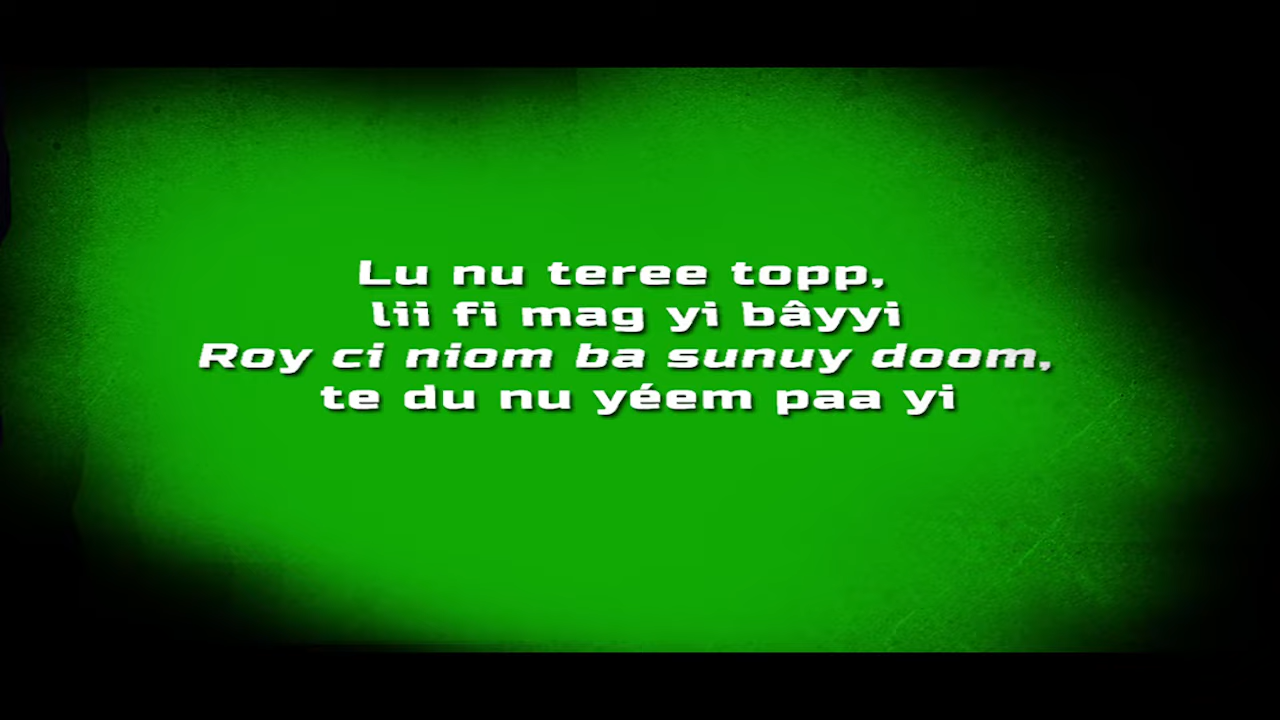 Lu nu teree topp,
lii fi mag yi bâyyi
Roy ci niom ba sunuy doom,
te du nu yéem paa yi